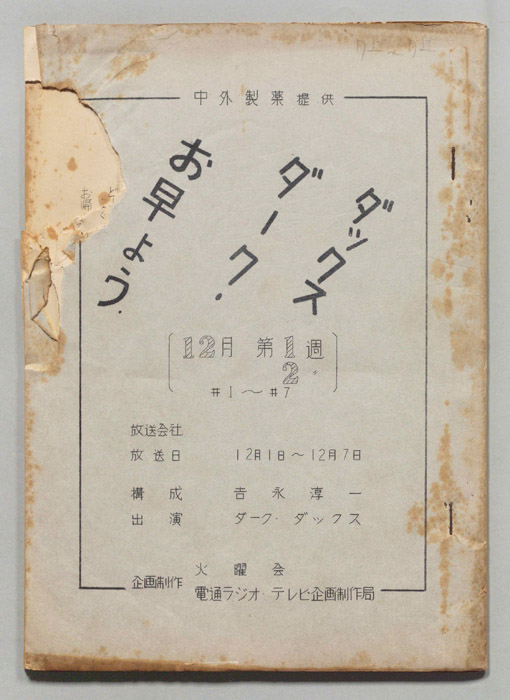 中外製薬提供
お早よう・
ダーク・
ダックス
12月 第1週
2
#1〜#7
放送会社
放送日 12月1日〜12月7日
構成 吉永淳一
出演 ダーク・ダックス
企画制作 火曜会
電通ラジオ・テレビ企画制作局